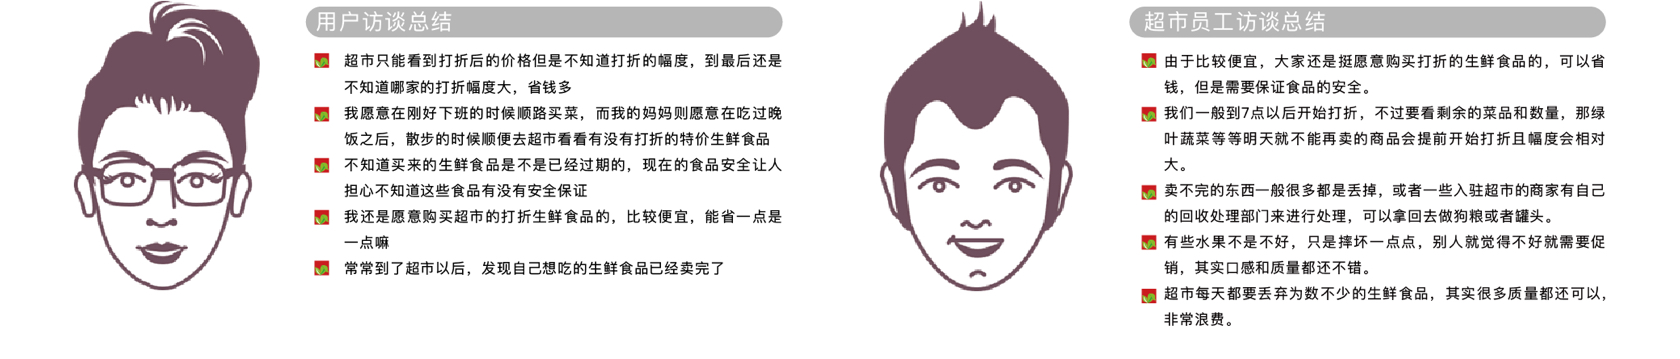 用户访谈总结
超市只能看到打折后的价格但是不知道打折的幅度，到最后还是
不知道哪家的打折幅度大，省钱多
我愿意在刚好下班的时候顺路买菜，而我的妈妈则愿意在吃过晚
饭之后，散步的时候顺便去超市看看有没有打折的特价生鲜食品
不知道买来的生鲜食品是不是已经过期的，现在的食品安全让人
担心不知道这些食品有没有安全保证
我还是愿意购买超市的打折生鲜食品的，比较便宜，能省一点是
一点嘛
常常到了超市以后，发现自己想吃的生鲜食品已经卖完了
超市员工访谈总结
由于比较便宜，大家还是挺愿意购买打折的生鲜食品的，可以省
钱，但是需要保证食品的安全。
我们一般到7点以后开始打折，不过要看剩余的菜品和数量，那绿
叶蔬菜等等明天就不能再卖的商品会提前开始打折且幅度会相对
大。
卖不完的东西一般很多都是丢掉，或者一些入驻超市的商家有自己
的回收处理部门来进行处理，可以拿回去做狗粮或者罐头。
有些水果不是不好，只是摔坏一点点，别人就觉得不好就需要促
销，其实口感和质量都还不错。
超市每天都要丢弃为数不少的生鲜食品，其实很多质量都还可以，
非常浪费。